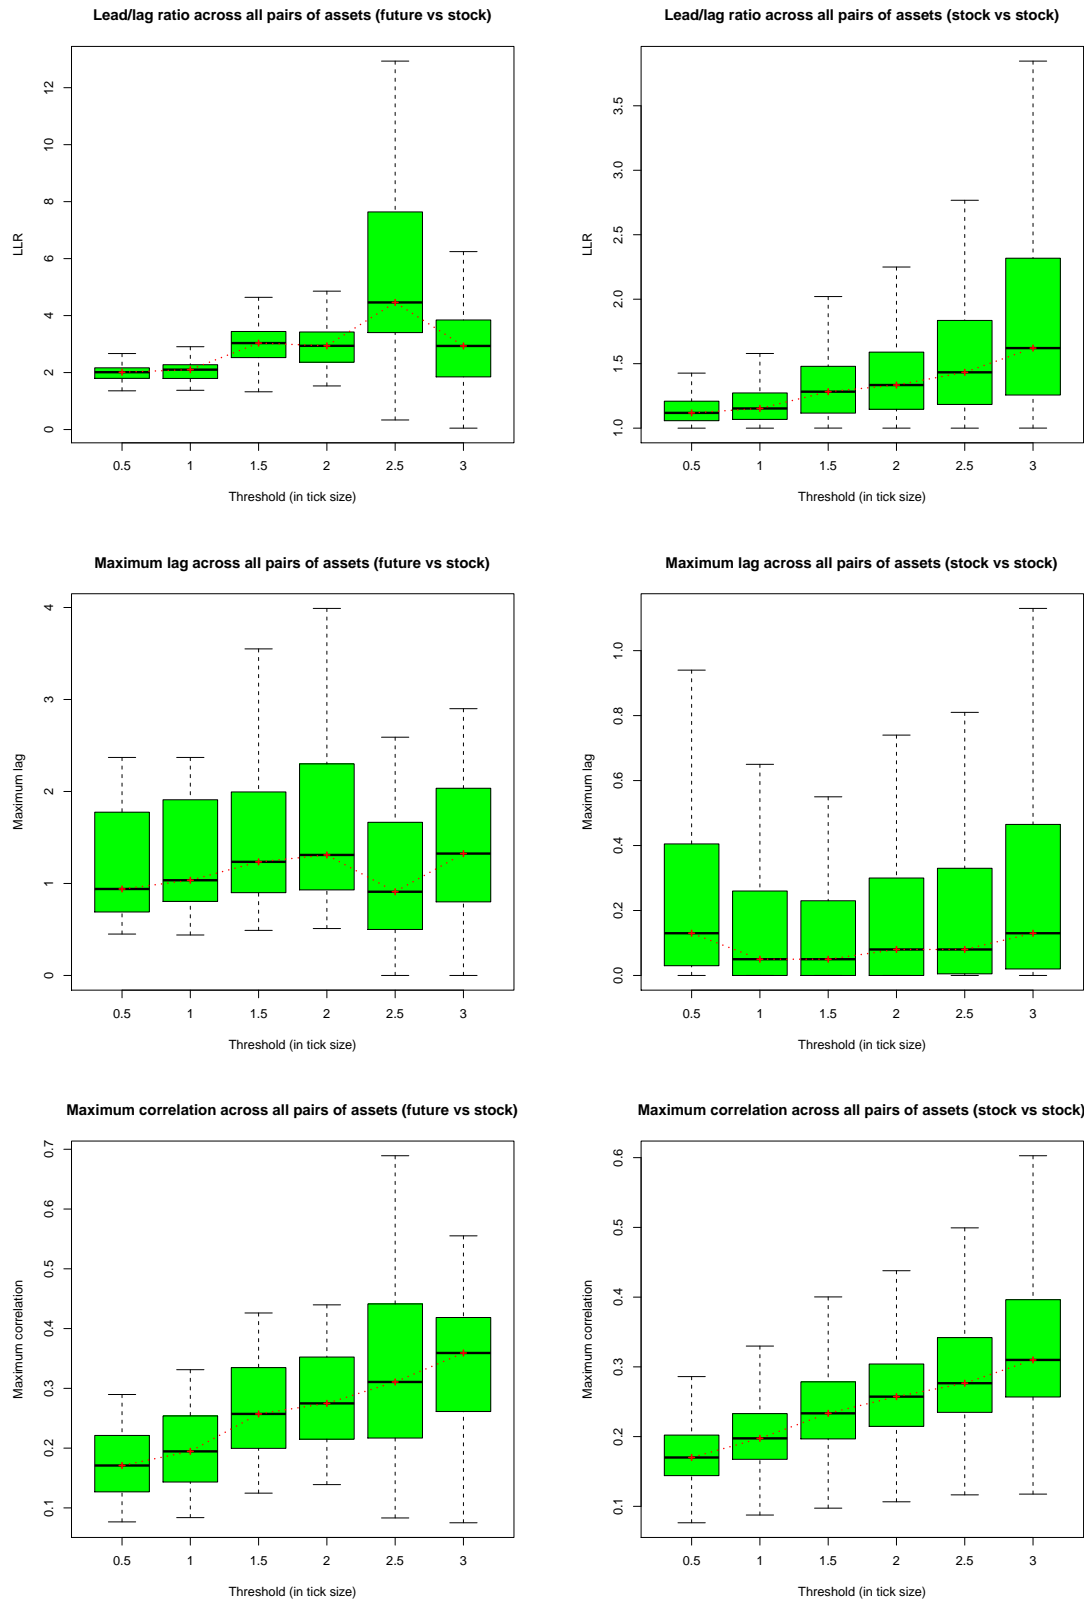 Lead/lag ratio across all pairs of assets (future vs stock)
LLR
0
2
4
6
8
10
12
0.5 1 1.5 2 2.5 3
Threshold (in tick size)
Lead/lag ratio across all pairs of assets (stock vs stock)
LLR
1.0
1.5
2.0
2.5
3.0
3.5
0.5 1 1.5 2 2.5 3
Threshold (in tick size)
Maximum lag across all pairs of assets (future vs stock)
Maximum lag
0
1
2
3
4
0.5 1 1.5 2 2.5 3
Threshold (in tick size)
Maximum lag across all pairs of assets (stock vs stock)
Maximum lag
0.0
0.2
0.4
0.6
0.8
1.0
0.5 1 1.5 2 2.5 3
Threshold (in tick size)
Maximum correlation across all pairs of assets (future vs stock)
Maximum correlation
0.1
0.2
0.3
0.4
0.5
0.6
0.7
0.5 1 1.5 2 2.5 3
Threshold (in tick size)
Maximum correlation across all pairs of assets (stock vs stock)
Maximum correlation
0.1
0.2
0.3
0.4
0.5
0.6
0.5 1 1.5 2 2.5 3
Threshold (in tick size)